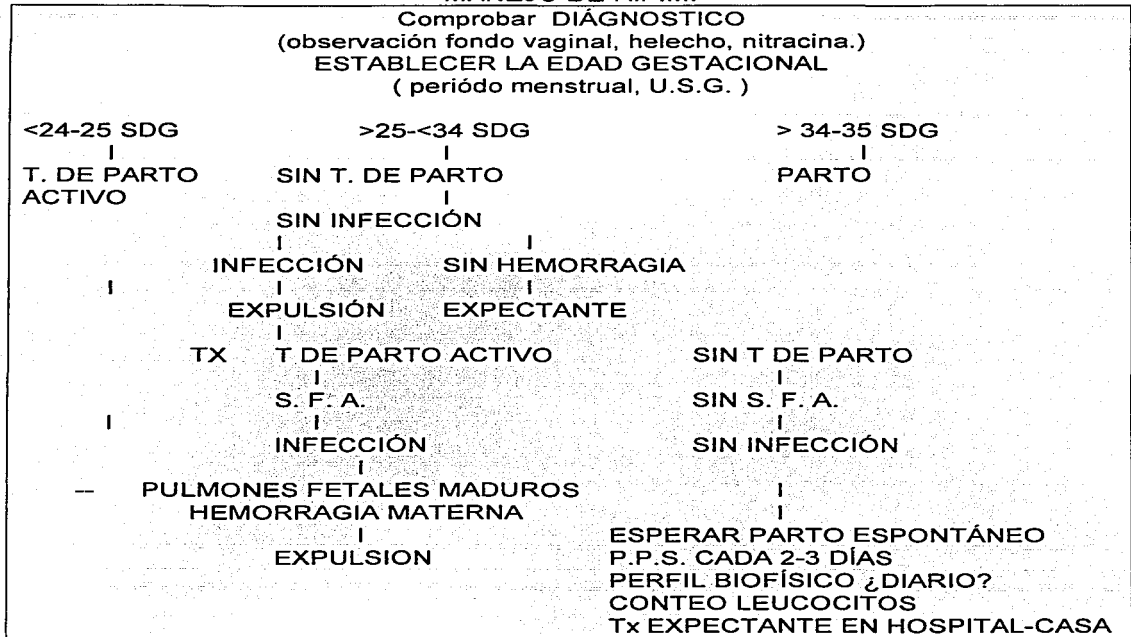 Comprobar DIÁGNOSTICO
(observación fondo vaginal, helecho, nitracina.)
ESTABLECER LA EDAD GESTACIONAL
( periódo menstrual, U.S.G. )
<24-25 SDG >25-<34 SDG > 34-35 SDG
T. DE PARTO SIN T. DE PARTO PARTO
ACTIVO
SIN INFECCIÓN
INFECCIÓN SIN HEMORRAGIA
EXPULSIÓN EXPECTANTE
TX T DE PARTO ACTIVO SIN T DE PARTO
S. F. A. SIN S. F. A.
INFECCIÓN SIN INFECCIÓN
-- PULMONES FETALES MADUROS
HEMORRAGIA MATERNA
ESPERAR PARTO ESPONTÁNEO
EXPULSION P.P.S. CADA 2-3 DÍAS
PERFIL BIOFÍSICO ¿DIARIO?
CONTEO LEUCOCITOS
Tx EXPECTANTE EN HOSPITAL-CASA